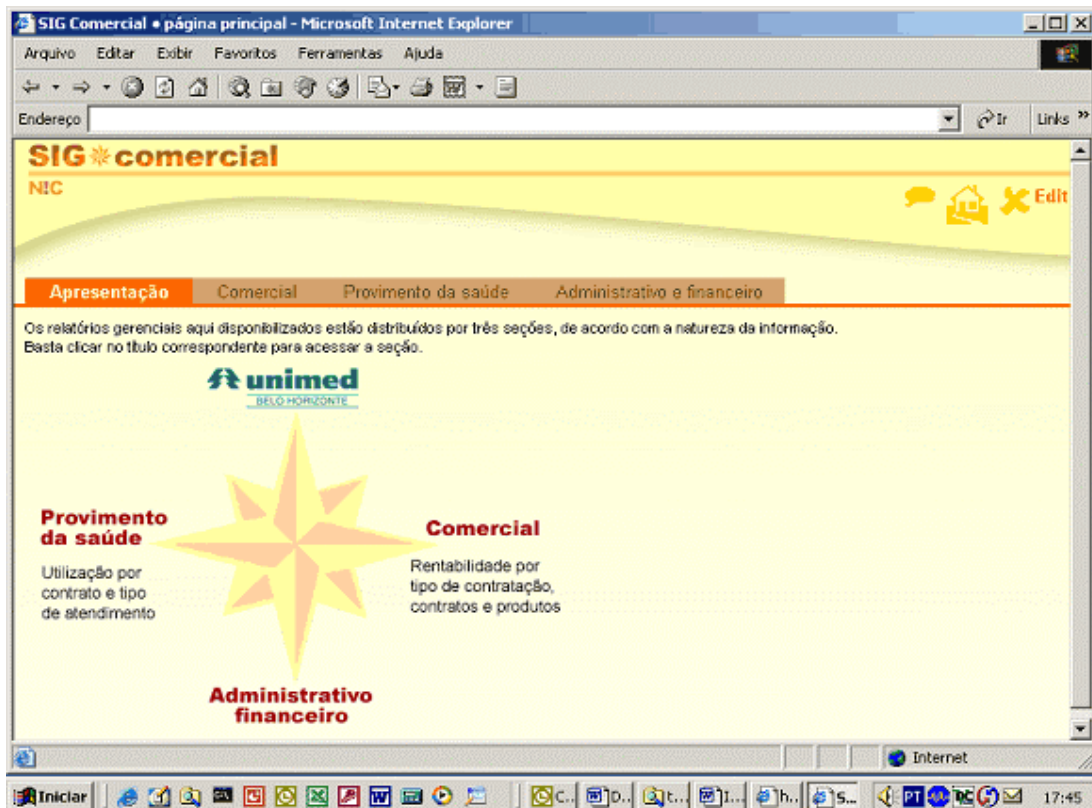 SIG Comercial • página principal - Microsoft Internet Explorer
Arquivo Editar Exibir Favoritos Ferramentas Ajuda
Endereço Ir Links »
SIG comercial
N!C
Edit
Apresentação Comercial Provimento da saúde Administrativo e financeiro
Os relatórios gerenciais aqui disponibilizados estão distribuídos por três seções, de acordo com a natureza da informação.
Basta clicar no título correspondente para acessar a seção.
unimed
BELO HORIZONTE
Provimento
da saúde
Utilização por
contrato e tipo
de atendimento
Comercial
Rentabilidade por
tipo de contratação,
contratos e produtos
Administrativo
financeiro
Internet
Iniciar C... D... t... I... h... S... PT 17:45